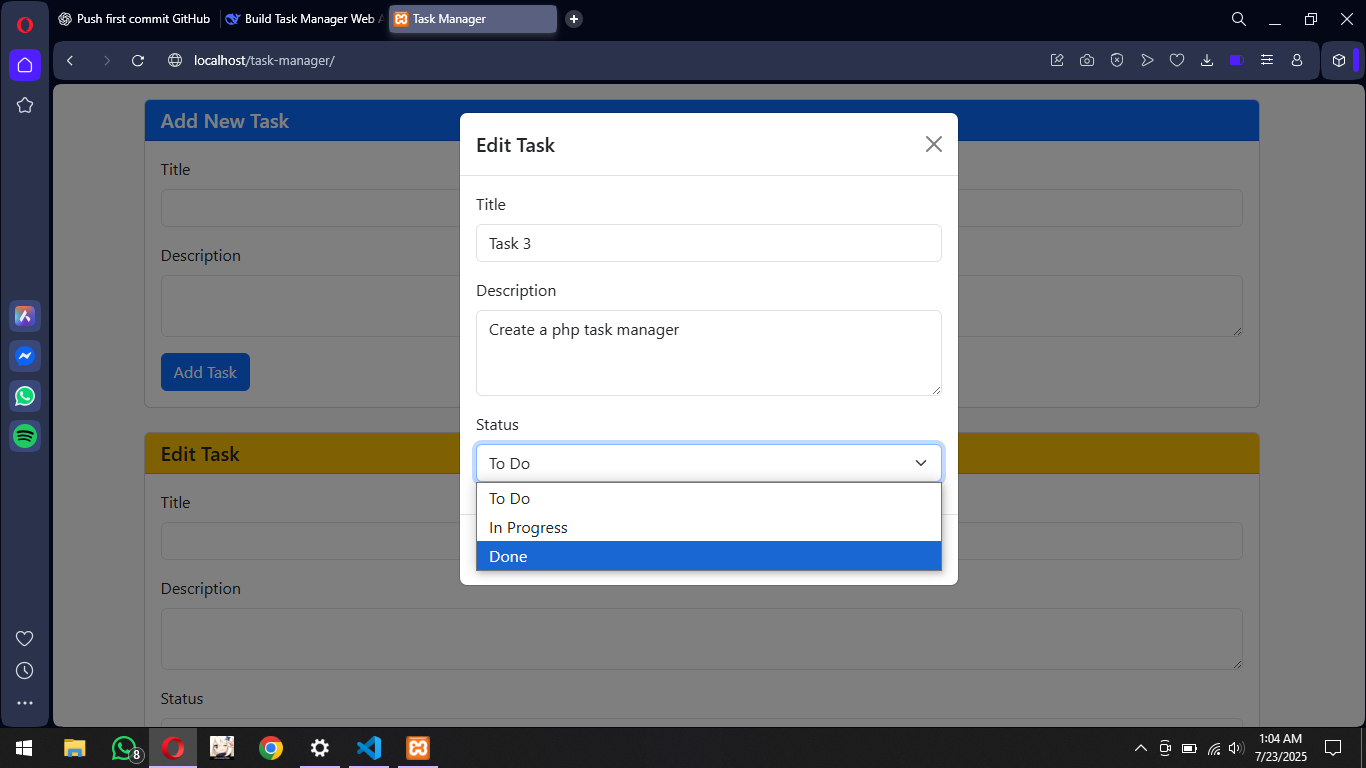 Push first commit GitHub
Build Task Manager Web A
Task Manager
localhost/task-manager/
Add New Task
Title
Description
Add Task
Edit Task
Title
Description
Status
Edit Task
Title
Task 3
Description
Create a php task manager
Status
To Do
To Do
In Progress
Done
8
1:04 AM
7/23/2025